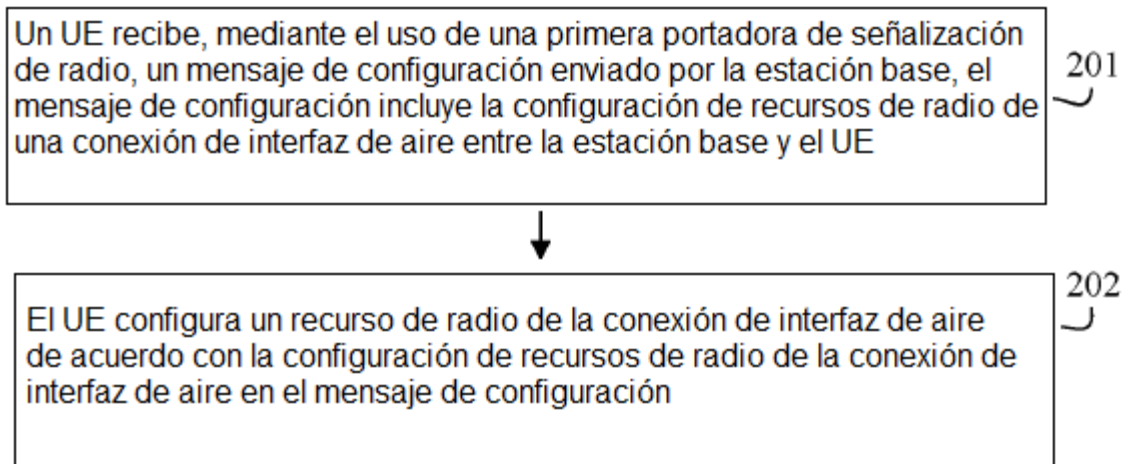 Un UE recibe, mediante el uso de una primera portadora de señalización
de radio, un mensaje de configuración enviado por la estación base, el
mensaje de configuración incluye la configuración de recursos de radio de
una conexión de interfaz de aire entre la estación base y el UE
201
El UE configura un recurso de radio de la conexión de interfaz de aire
de acuerdo con la configuración de recursos de radio de la conexión de
interfaz de aire en el mensaje de configuración
202